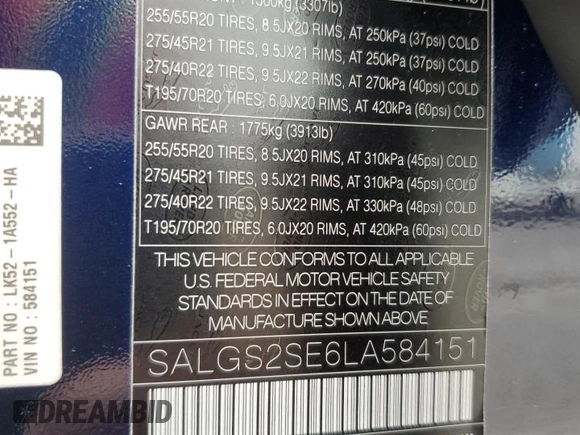 1500kg (3307lb)
255/55R20 TIRES, 8.5JX20 RIMS, AT 250kPa (37psi) COLD
275/45R21 TIRES, 9.5JX21 RIMS, AT 250kPa (37psi) COLD
275/40R22 TIRES, 9.5JX22 RIMS, AT 270kPa (40psi) COLD
T195/70R20 TIRES, 6.0JX20 RIMS, AT 420kPa (60psi) COLD
GAWR REAR : 1775kg (3913lb)
255/55R20 TIRES, 8.5JX20 RIMS, AT 310kPa (45psi) COLD
275/45R21 TIRES, 9.5JX21 RIMS, AT 310kPa (45psi) COLD
275/40R22 TIRES, 9.5JX22 RIMS, AT 330kPa (48psi) COLD
T195/70R20 TIRES, 6.0JX20 RIMS, AT 420kPa (60psi) COLD
THIS VEHICLE CONFORMS TO ALL APPLICABLE
U.S. FEDERAL MOTOR VEHICLE SAFETY
STANDARDS IN EFFECT ON THE DATE OF
MANUFACTURE SHOWN ABOVE
SALGS2SE6LA584151
PART NO : LK52-1A552-HA
VIN NO : 584151
DREAMBID